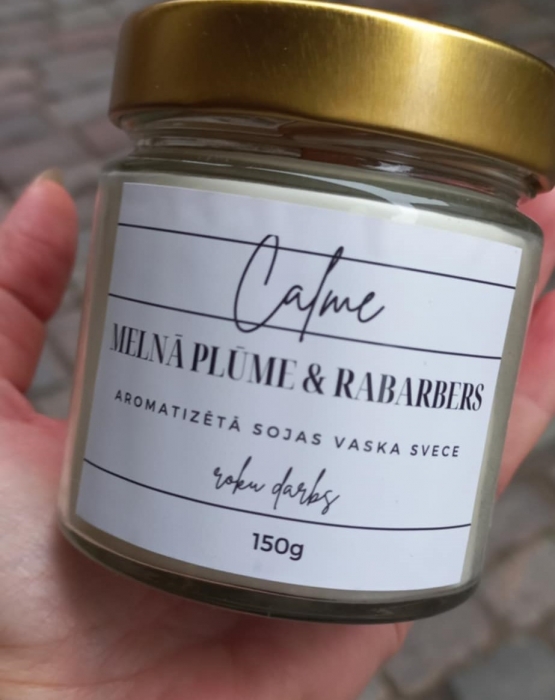 Calme
MELNĀ PLŪME & RABARBERS
AROMATIZĒTĀ SOJAS VASKA SVECE
roku darbs
150g